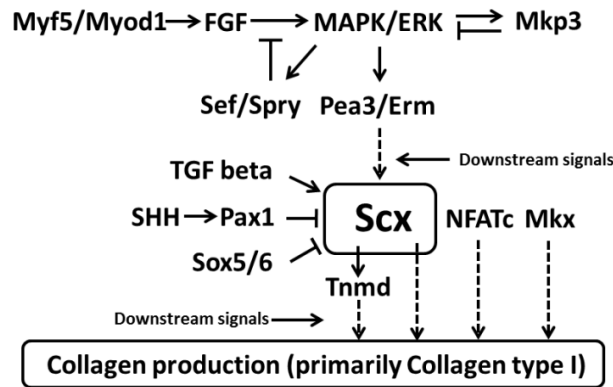 Myf5/Myod1 FGF MAPK/ERK Mkp3
Sef/Spry Pea3/Erm
Downstream signals
TGF beta
SHH Pax1 Scx NFATc Mkx
Sox5/6
Tnmd
Downstream signals
Collagen production (primarily Collagen type I)